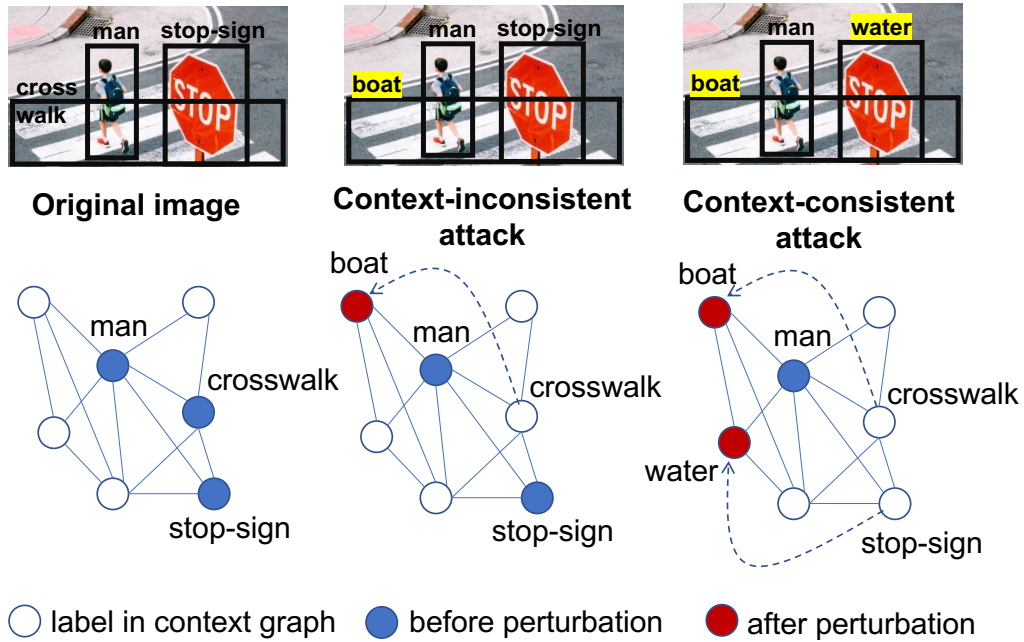 man
stop-sign
cross
walk
STOP
man
stop-sign
boat
STOP
man
water
boat
STOP
Original image
Context-inconsistent
attack
Context-consistent
attack
man
crosswalk
stop-sign
boat
man
crosswalk
stop-sign
boat
man
crosswalk
water
stop-sign
label in context graph
before perturbation
after perturbation